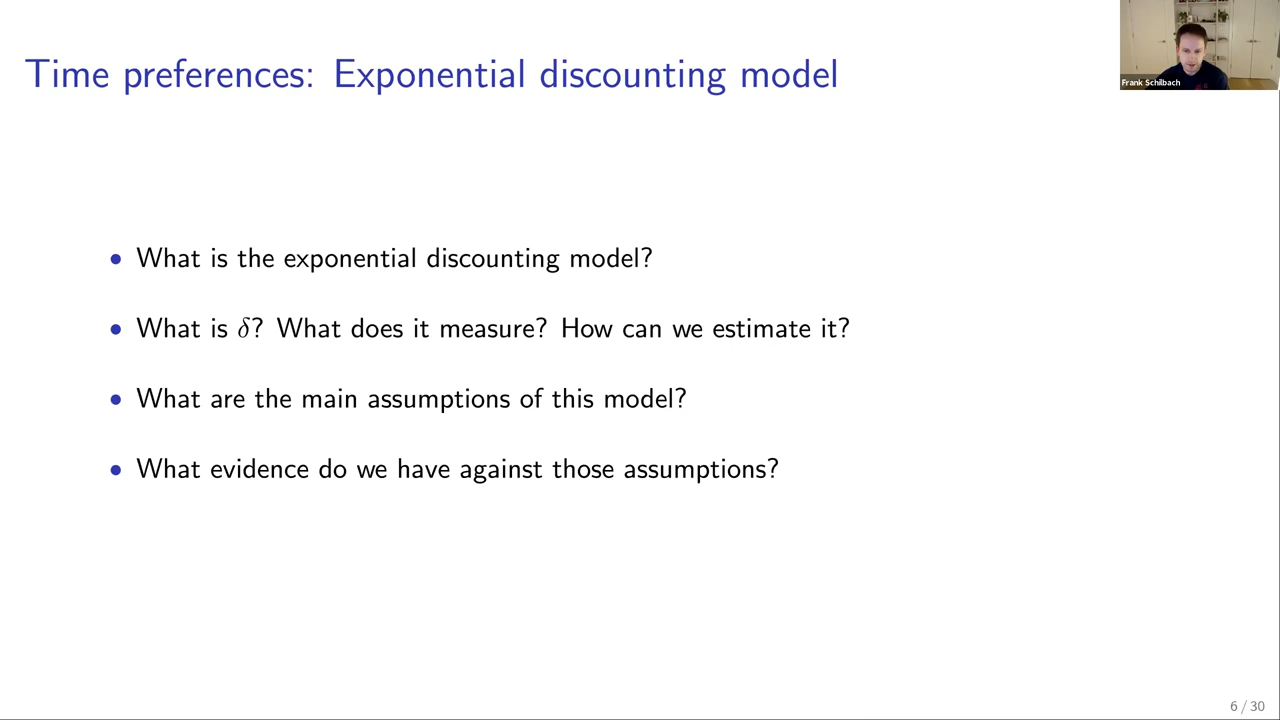 Time preferences: Exponential discounting model
Frank Schilbach
• What is the exponential discounting model?
• What is δ? What does it measure? How can we estimate it?
• What are the main assumptions of this model?
• What evidence do we have against those assumptions?
6 / 30